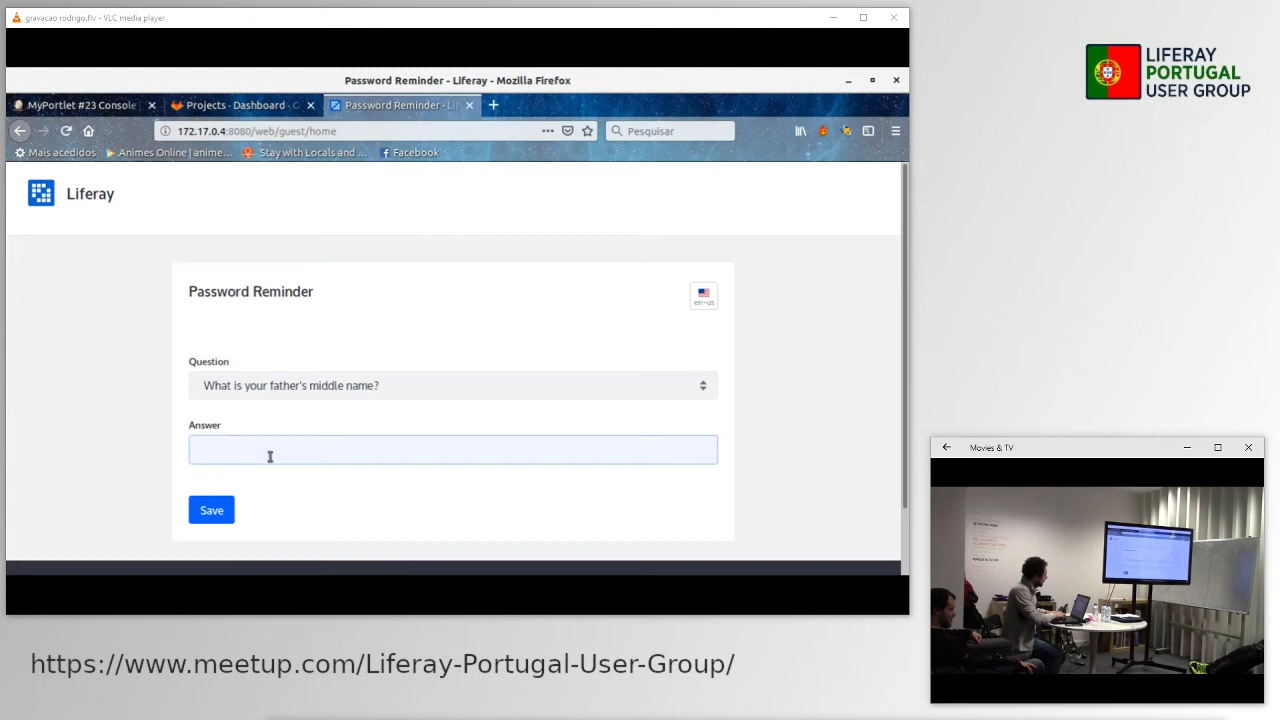 gravacao rodrigo.flv - VLC media player
LIFERAY
PORTUGAL
USER GROUP
Password Reminder - Liferay - Mozilla Firefox
MyPortlet #23 Console
Projects · Dashboard ·
Password Reminder - Li
172.17.0.4:8080/web/guest/home
Pesquisar
Mais acedidos
Animes Online | anime...
Stay with Locals and ...
Facebook
Liferay
Password Reminder
en-us
Question
What is your father's middle name?
Answer
Save
Movies & TV
https://www.meetup.com/Liferay-Portugal-User-Group/